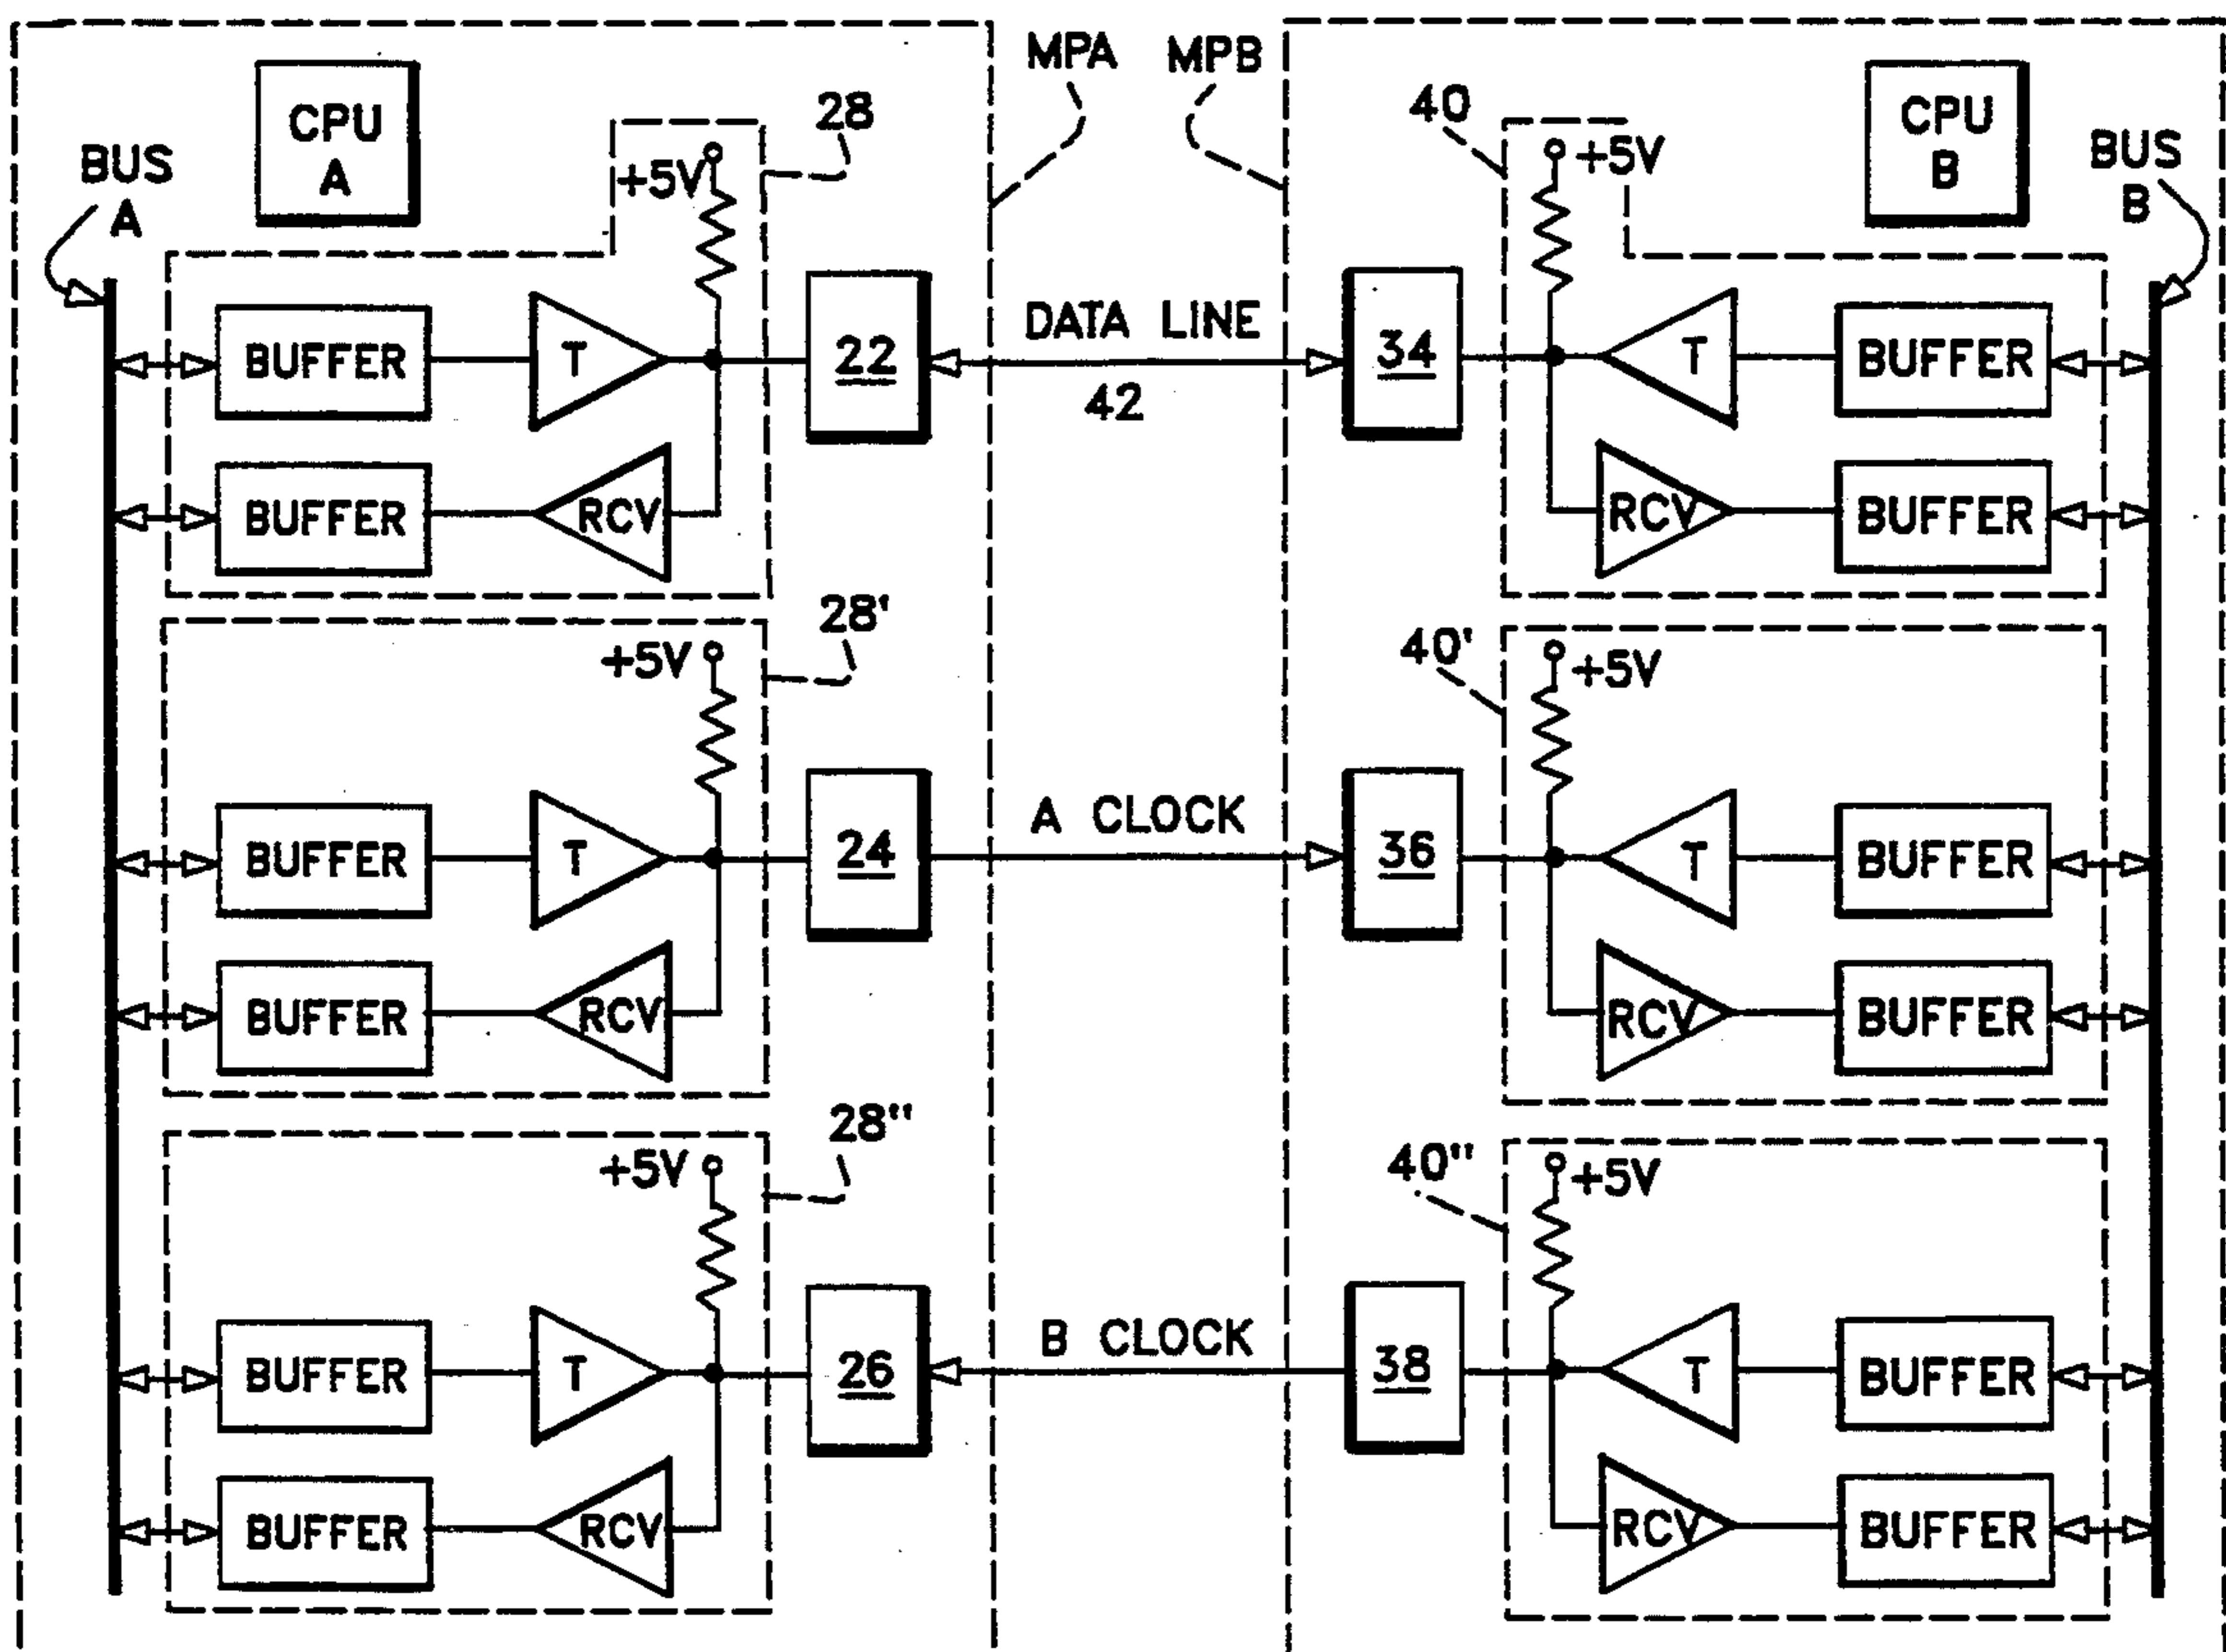 MPA MPB
CPU A
28
+5V
BUS A
40
+5V
CPU B
BUS B
BUFFER
T
22
DATA LINE
42
34
T
BUFFER
BUFFER
RCV
RCV
BUFFER
28'
+5V
40'
+5V
BUFFER
T
24
A CLOCK
36
T
BUFFER
BUFFER
RCV
RCV
BUFFER
28"
+5V
40"
+5V
BUFFER
T
26
B CLOCK
38
T
BUFFER
BUFFER
RCV
RCV
BUFFER